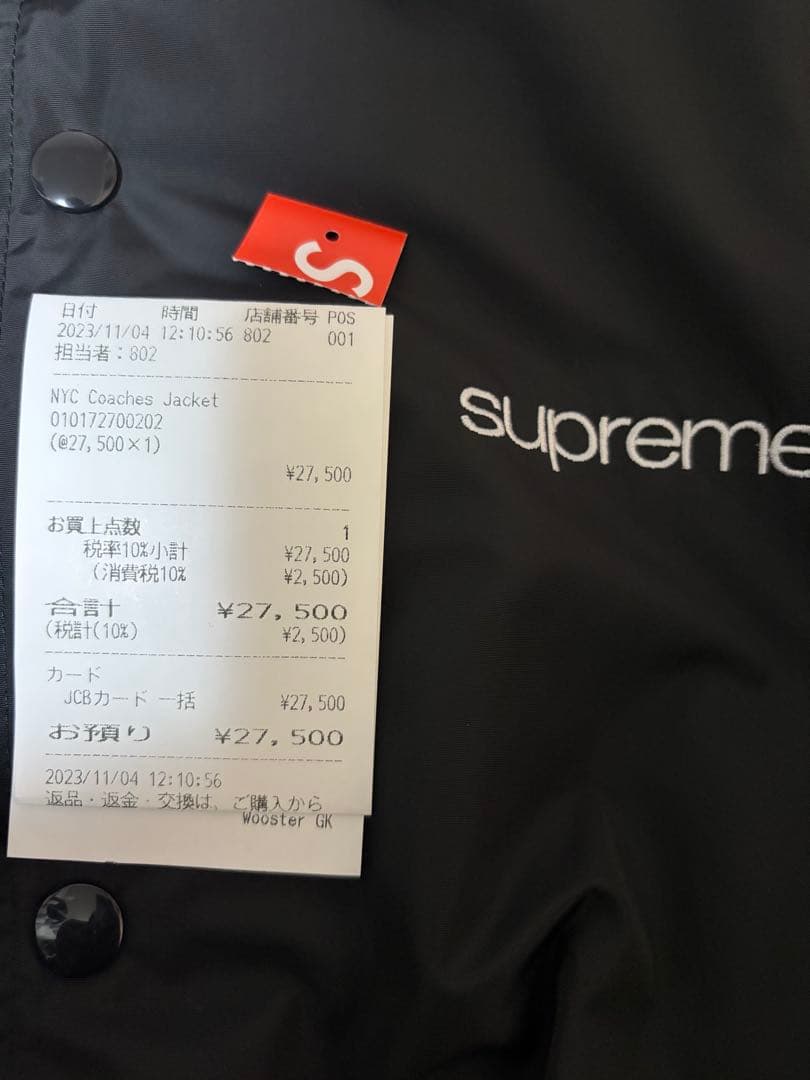 S
日付 時間 店舗番号 POS
2023/11/04 12:10:56 802 001
担当者：802
NYC Coaches Jacket
010172700202
(@27,500×1)
¥27,500
お買上点数 1
税率10%小計 ¥27,500
(消費税10% ¥2,500)
合計 ¥27,500
(税計(10%) ¥2,500)
カード
JCBカード 一括 ¥27,500
お預り ¥27,500
2023/11/04 12:10:56
返品・返金・交換は、ご購入から
Wooster GK
supreme